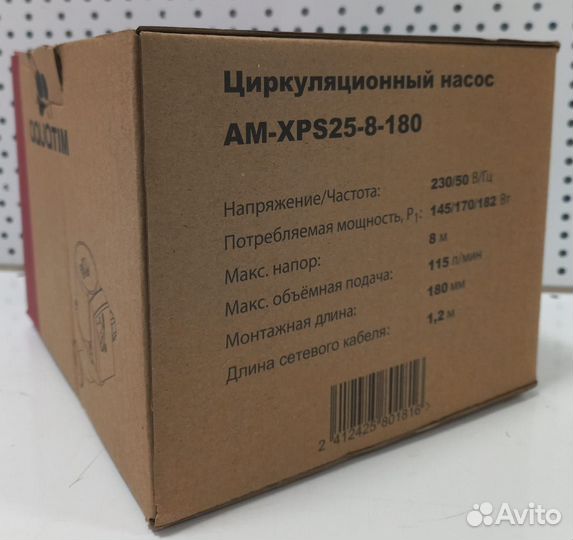 AQUATIM
Циркуляционный насос
AM-XPS25-8-180
Напряжение/Частота: 230/50 В/Гц
Потребляемая мощность, P1: 145/170/182 Вт
Макс. напор: 8 м
Макс. объёмная подача: 115 л/мин
Монтажная длина: 180 мм
Длина сетевого кабеля: 1,2 м
2 412425 801816 >
Avito